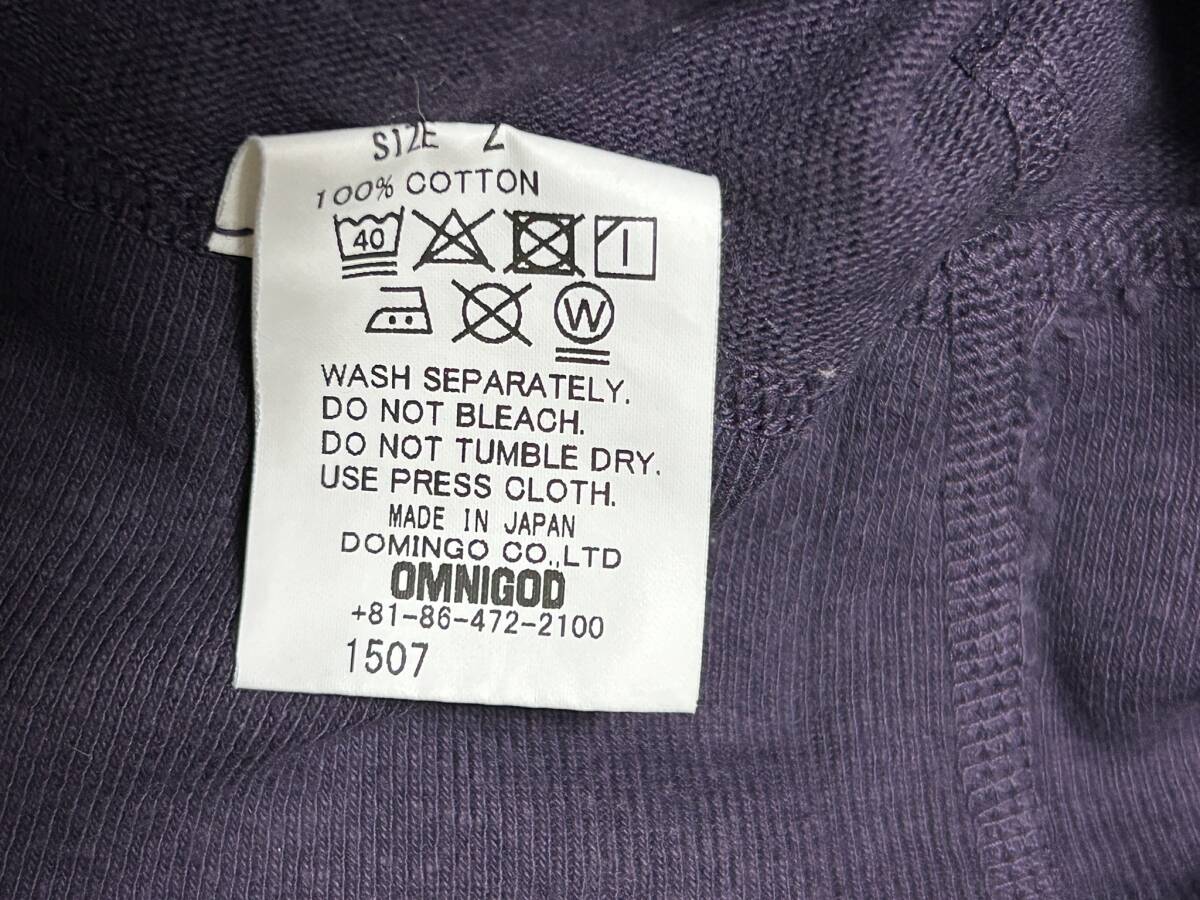 SIZE 2
100% COTTON
40
W
WASH SEPARATELY.
DO NOT BLEACH.
DO NOT TUMBLE DRY.
USE PRESS CLOTH.
MADE IN JAPAN
DOMINGO CO.,LTD
OMNIGOD
+81-86-472-2100
1507